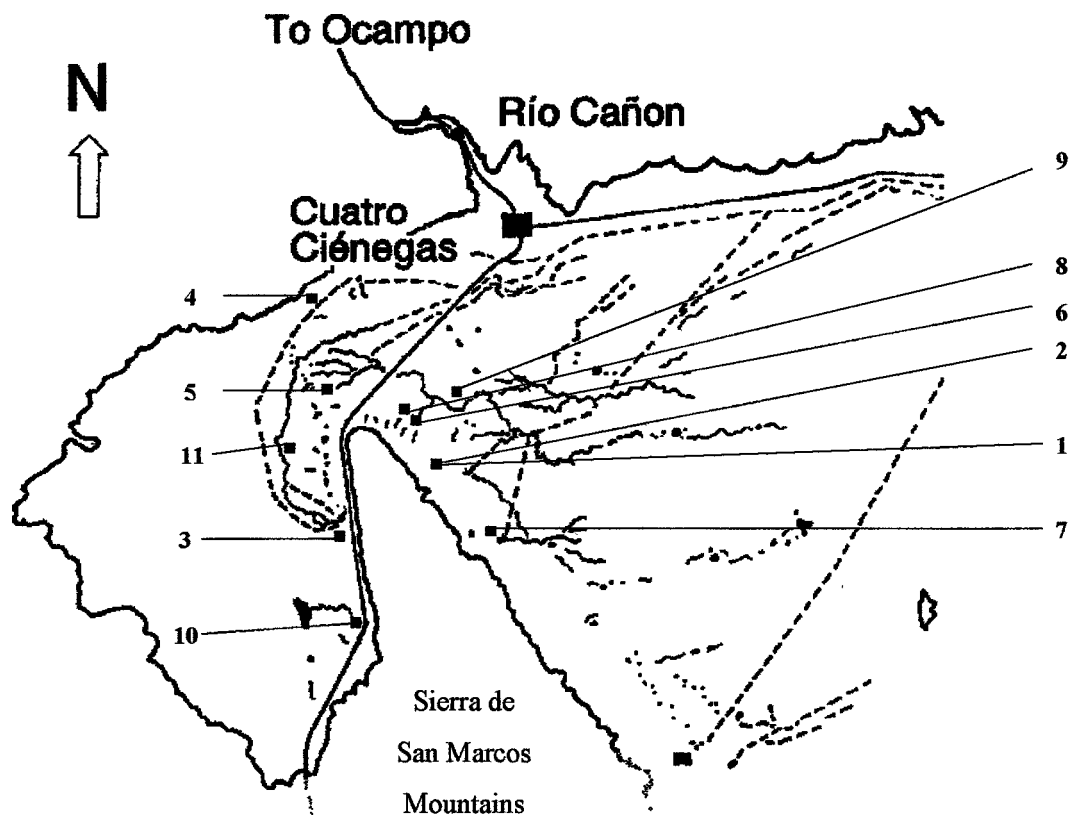 To Ocampo
N
Río Cañon
Cuatro
Ciénegas
9
8
6
2
1
7
4
5
11
3
10
Sierra de
San Marcos
Mountains